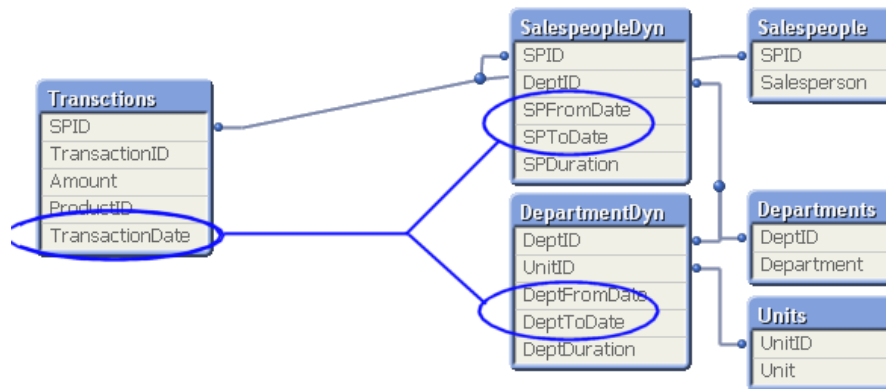 Transctions
SPID
TransactionID
Amount
ProductID
TransactionDate
SalespeopleDyn
SPID
DeptID
SPFromDate
SPToDate
SPDuration
DepartmentDyn
DeptID
UnitID
DeptFromDate
DeptToDate
DeptDuration
Salespeople
SPID
Salesperson
Departments
DeptID
Department
Units
UnitID
Unit